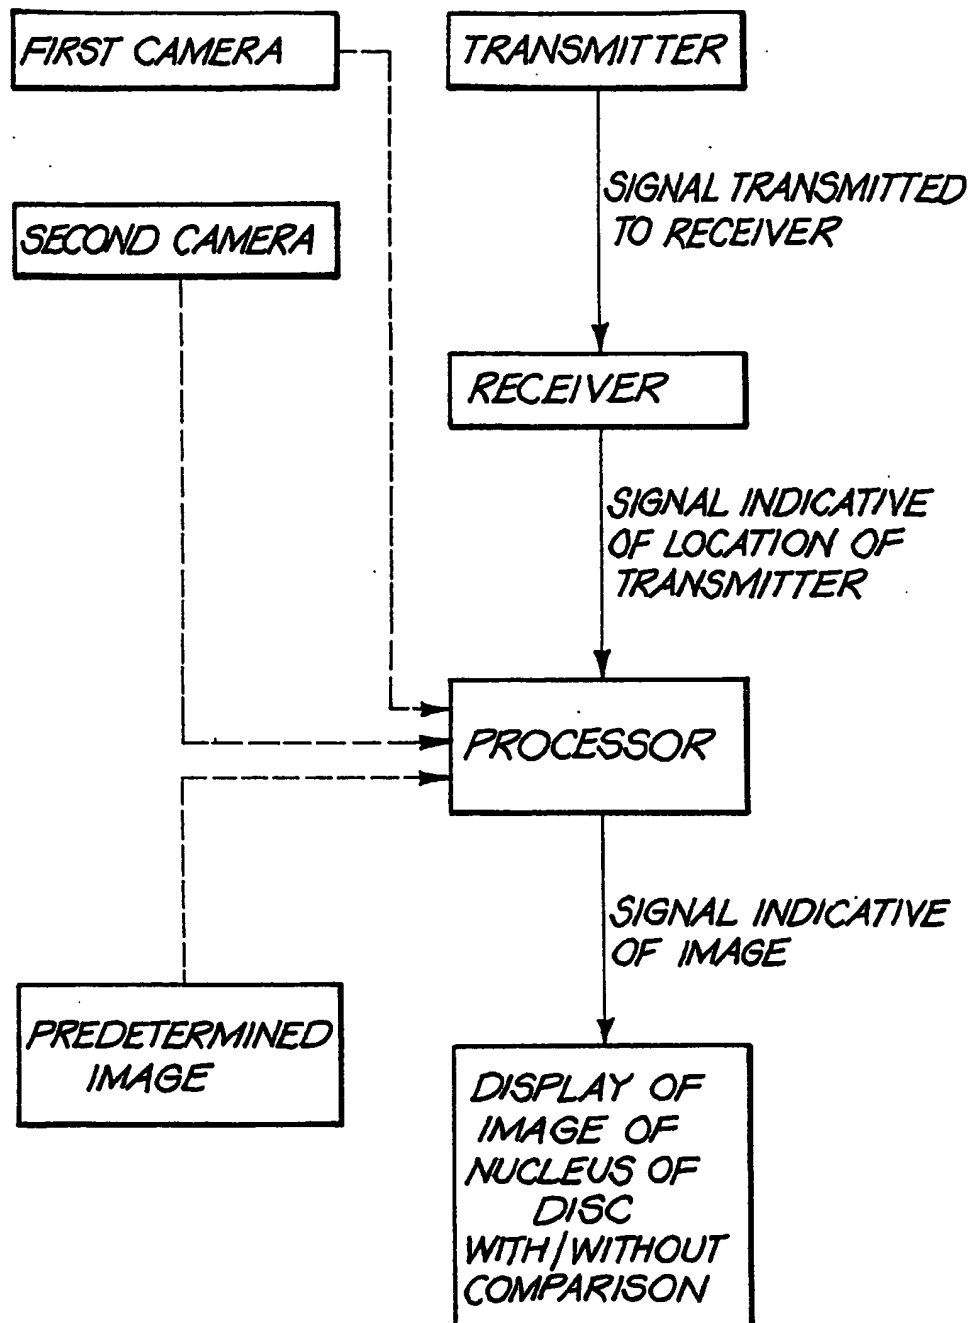 FIRST CAMERA
TRANSMITTER
SIGNAL TRANSMITTED
TO RECEIVER
SECOND CAMERA
RECEIVER
SIGNAL INDICATIVE
OF LOCATION OF
TRANSMITTER
PROCESSOR
SIGNAL INDICATIVE
OF IMAGE
PREDETERMINED
IMAGE
DISPLAY OF
IMAGE OF
NUCLEUS OF
DISC
WITH/WITHOUT
COMPARISON